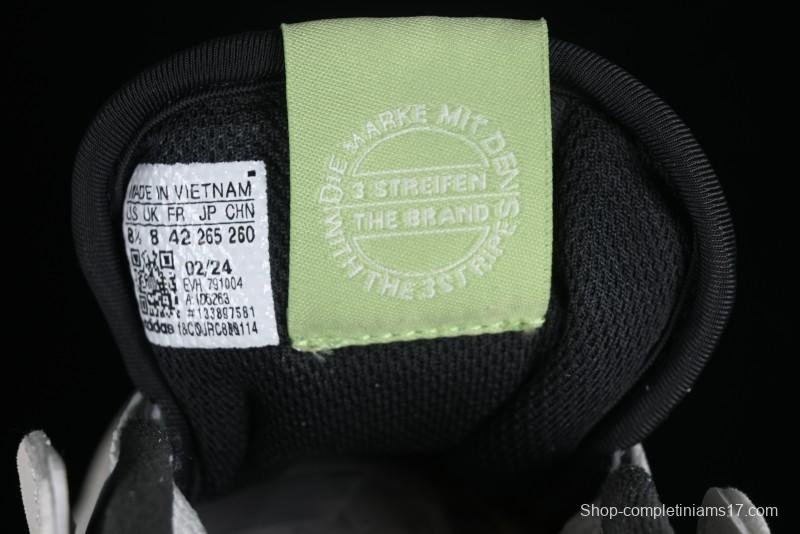 DIE MARKE MIT DEN
3 STREIFEN
THE BRAND
WITH THE 3 STRIPES
MADE IN VIETNAM
US UK FR JP CHN
8½ 8 42 265 260
02/24
EVH 791004
#133897581
adidas
Shop-completiniams17.com